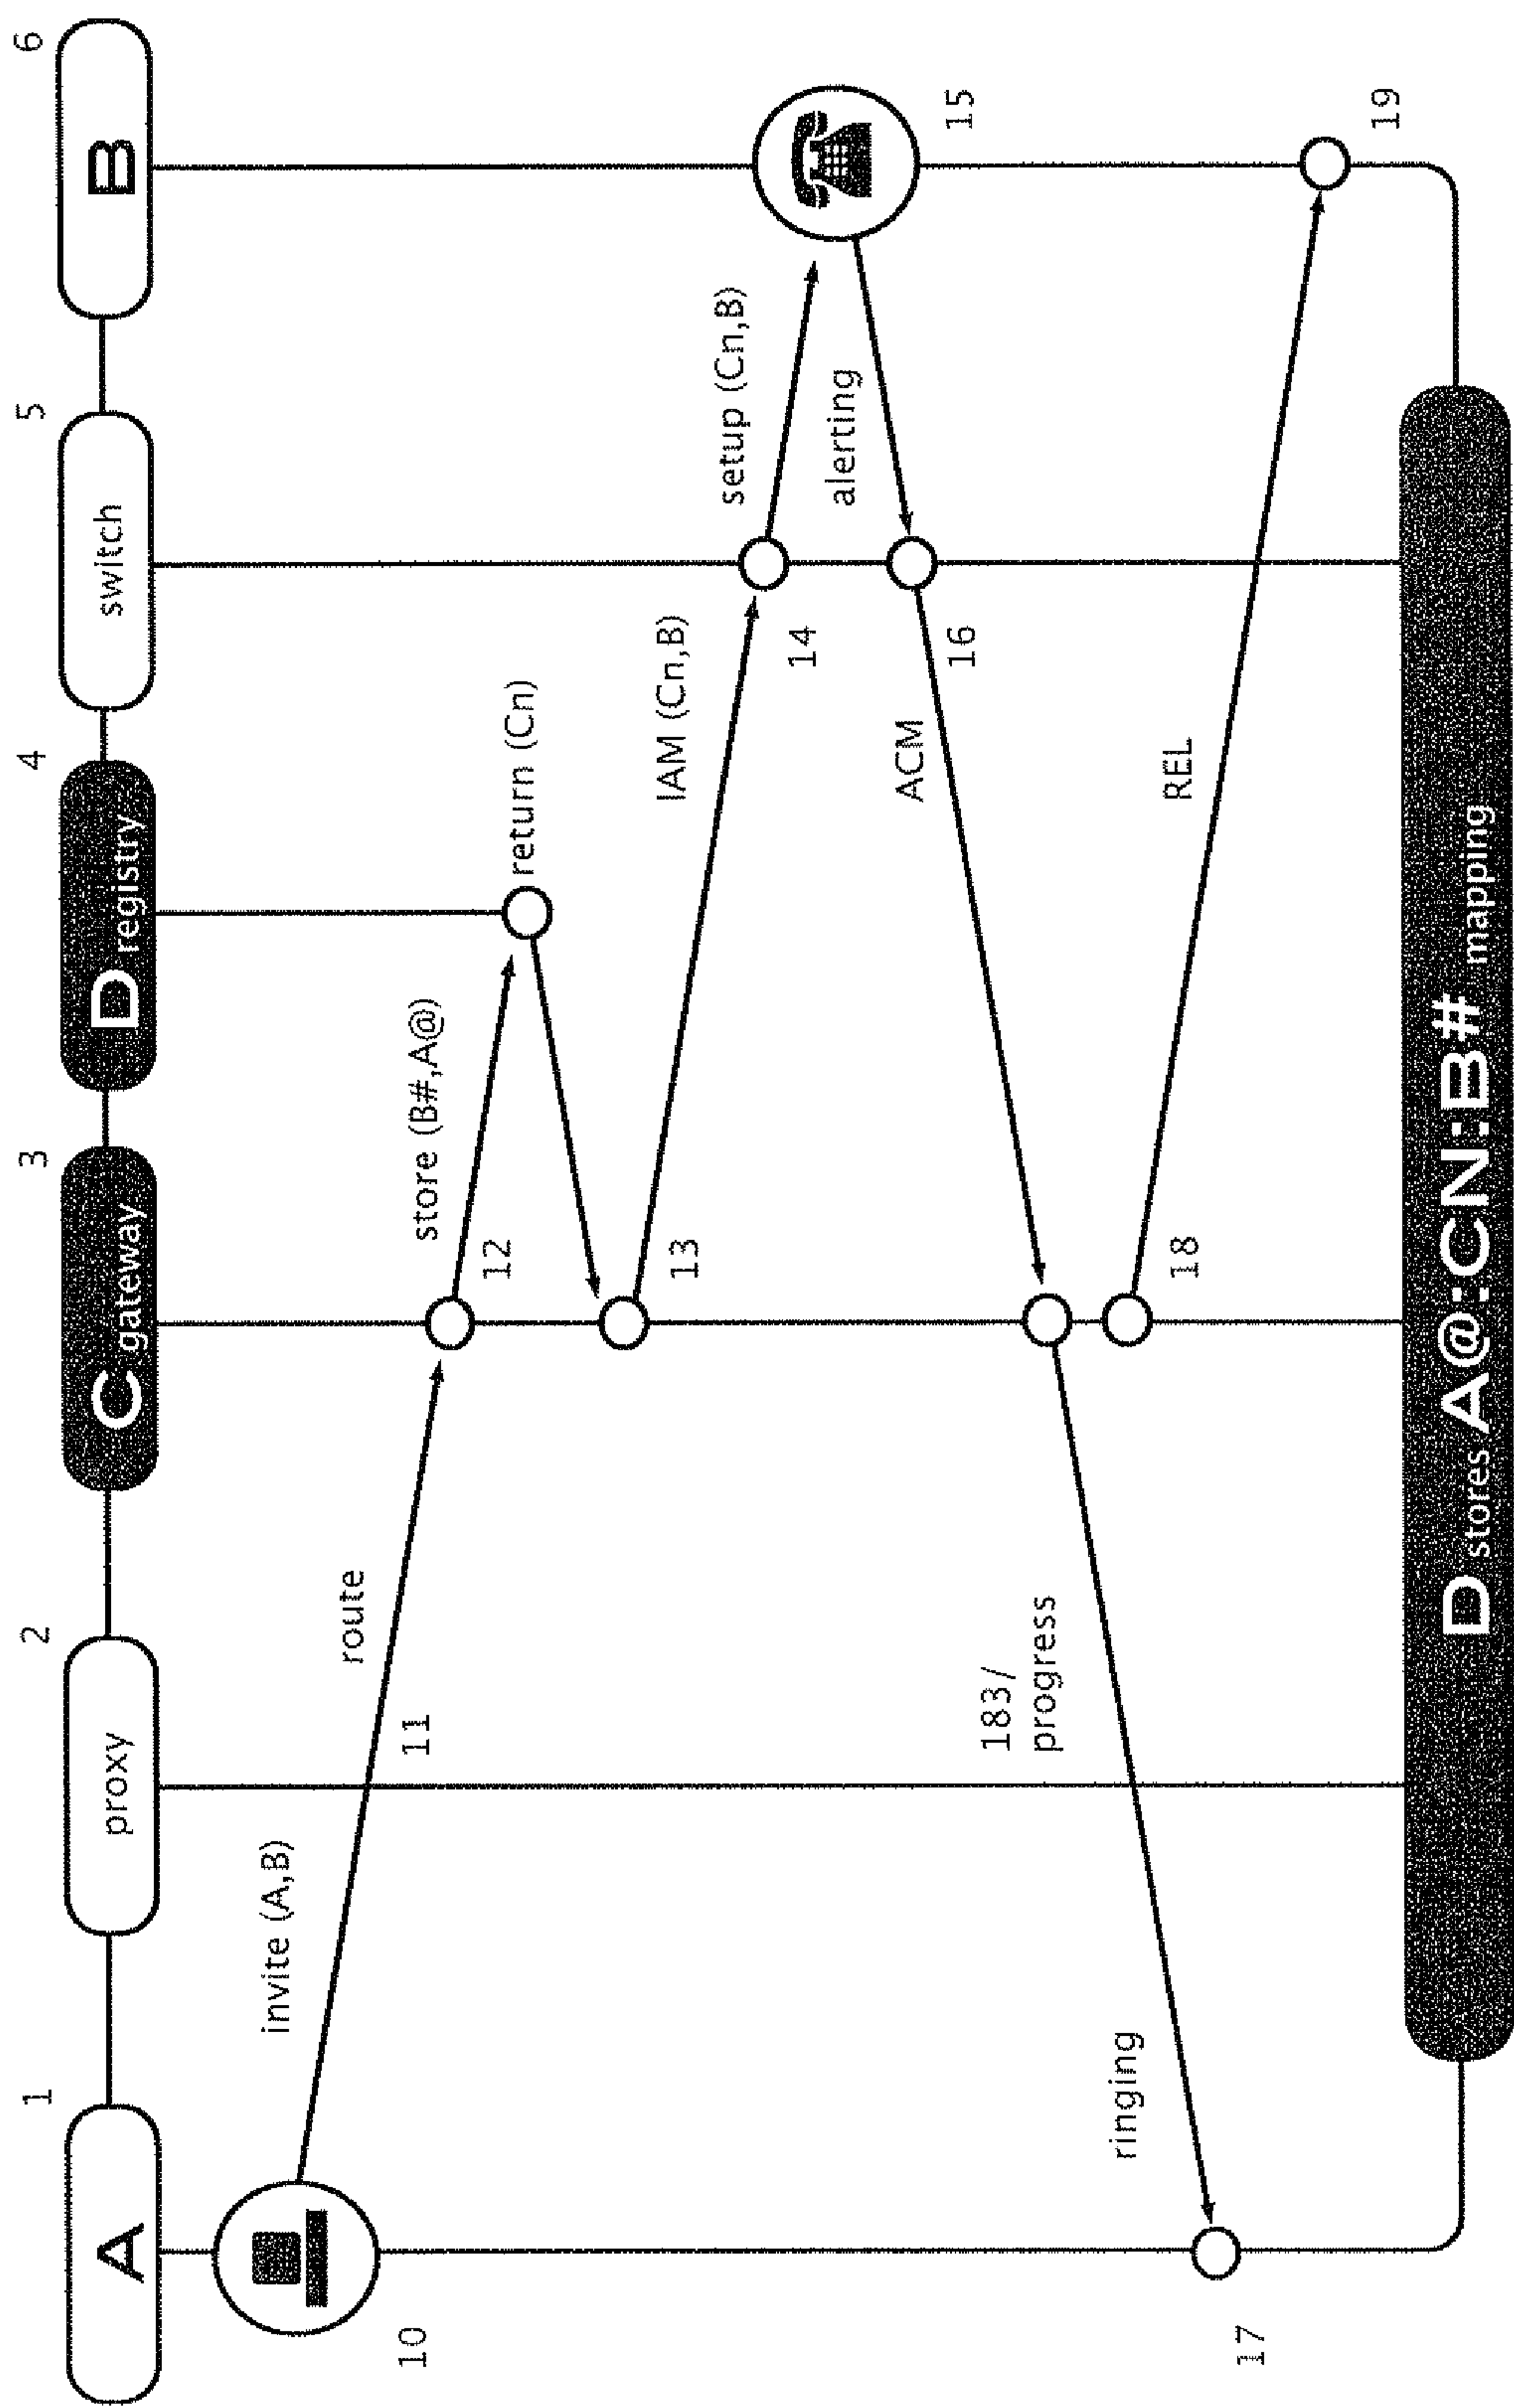 1
2
3
4
5
6
A
proxy
C gateway
D registry
switch
B
invite (A,B)
10
11
route
12
store (B#,A@)
return (Cn)
13
IAM (Cn,B)
14
setup (Cn,B)
15
alerting
16
ACM
183/
progress
ringing
17
18
REL
19
D stores A@:CN:B# mapping